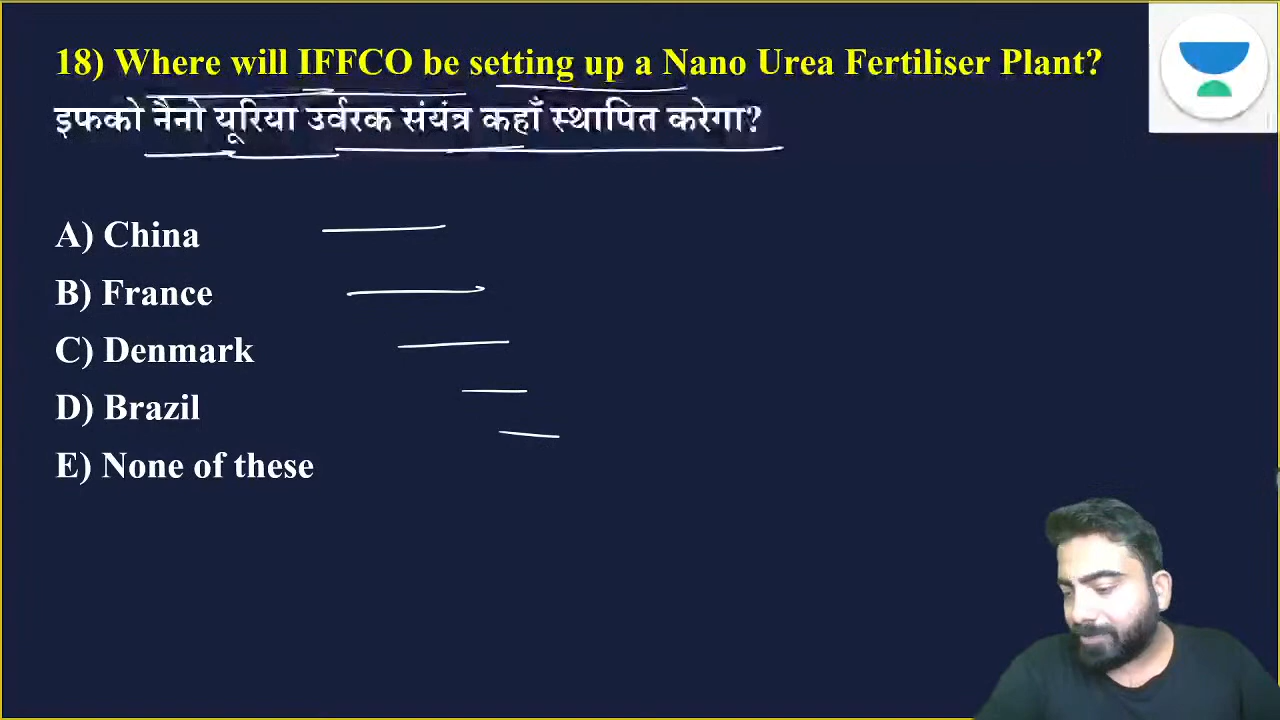 18) Where will IFFCO be setting up a Nano Urea Fertiliser Plant?
इफको नैनो यूरिया उर्वरक संयंत्र कहाँ स्थापित करेगा?
A) China
B) France
C) Denmark
D) Brazil
E) None of these